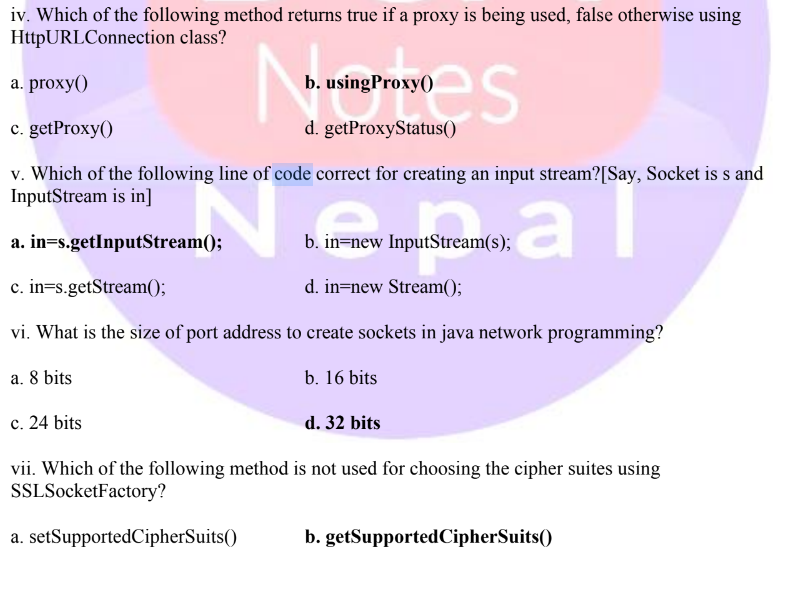 iv. Which of the following method returns true if a proxy is being used, false otherwise using
HttpURLConnection class?
a. proxy() b. usingProxy()
c. getProxy() d. getProxyStatus()
v. Which of the following line of code correct for creating an input stream?[Say, Socket is s and
InputStream is in]
a. in=s.getInputStream(); b. in=new InputStream(s);
c. in=s.getStream(); d. in=new Stream();
vi. What is the size of port address to create sockets in java network programming?
a. 8 bits b. 16 bits
c. 24 bits d. 32 bits
vii. Which of the following method is not used for choosing the cipher suites using
SSLSocketFactory?
a. setSupportedCipherSuits() b. getSupportedCipherSuits()
Notes
Nepal